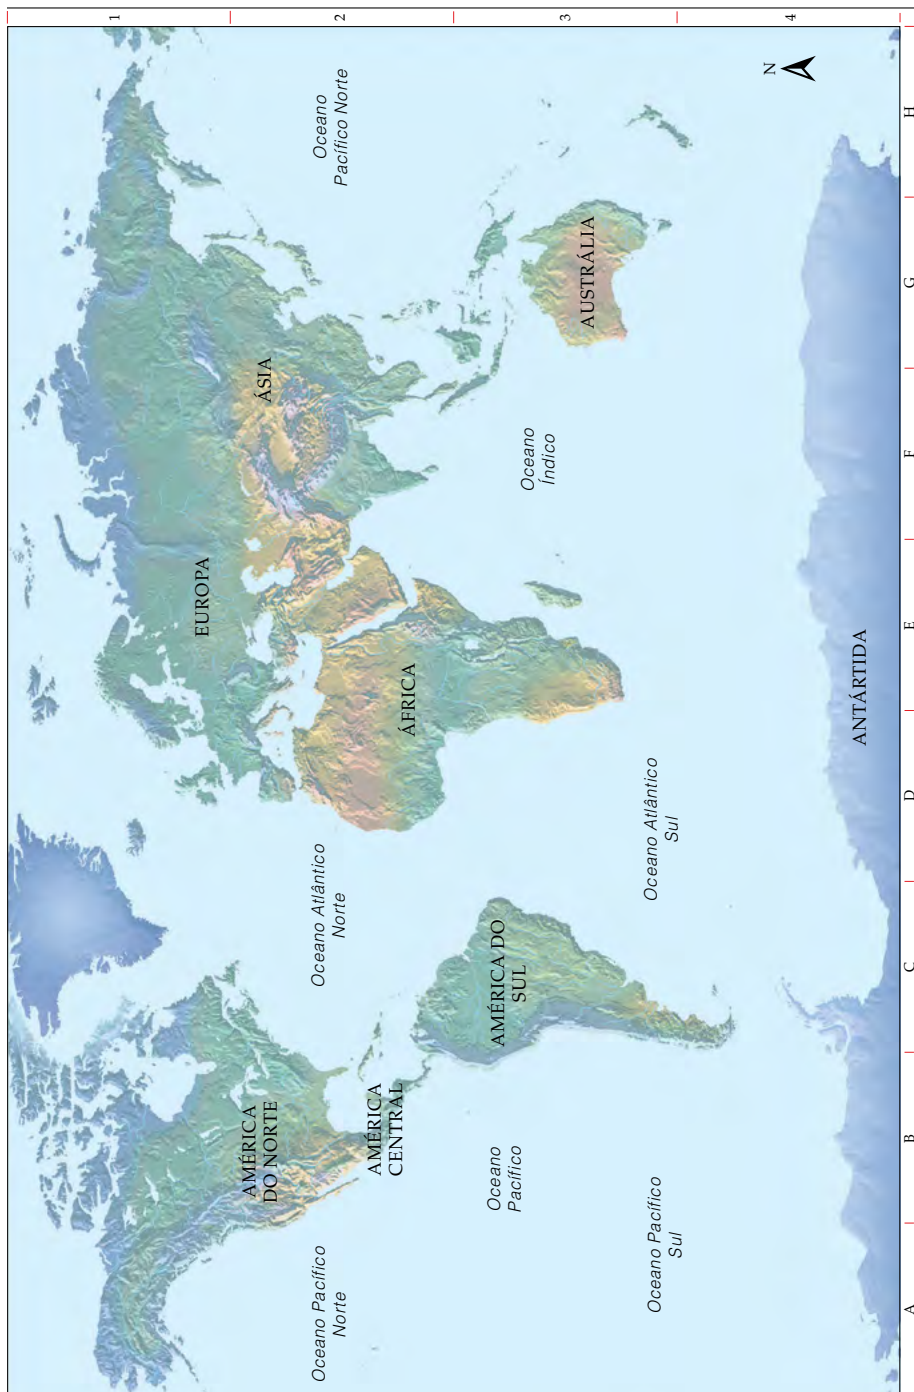 1
2
3
4
N
EUROPA
ÁSIA
AMÉRICA
DO NORTE
Oceano Pacífico
Norte
Oceano Atlântico
Norte
Oceano
Pacífico Norte
AMÉRICA
CENTRAL
ÁFRICA
AMÉRICA DO
SUL
Oceano
Pacífico
Oceano
Índico
AUSTRÁLIA
Oceano Pacífico
Sul
Oceano Atlântico
Sul
ANTÁRTIDA
A
B
C
D
E
F
G
H